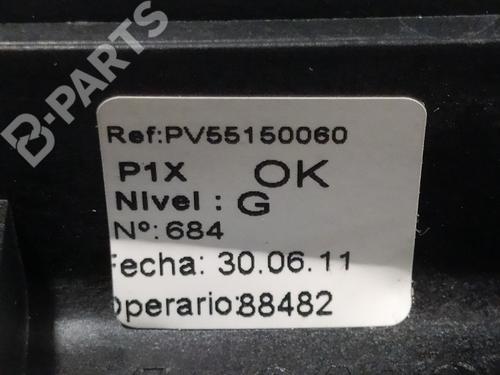 B-PARTS
Ref:PV55150060
P1X OK
Nivel : G
Nº:684
Fecha: 30.06.11
operario:88482